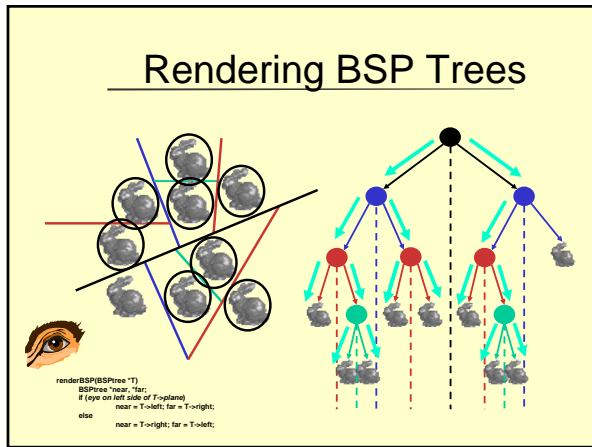 Rendering BSP Trees
renderBSP(BSPtree *T)
BSPtree *near, *far;
if (eye on left side of T->plane)
near = T->left; far = T->right;
else
near = T->right; far = T->left;